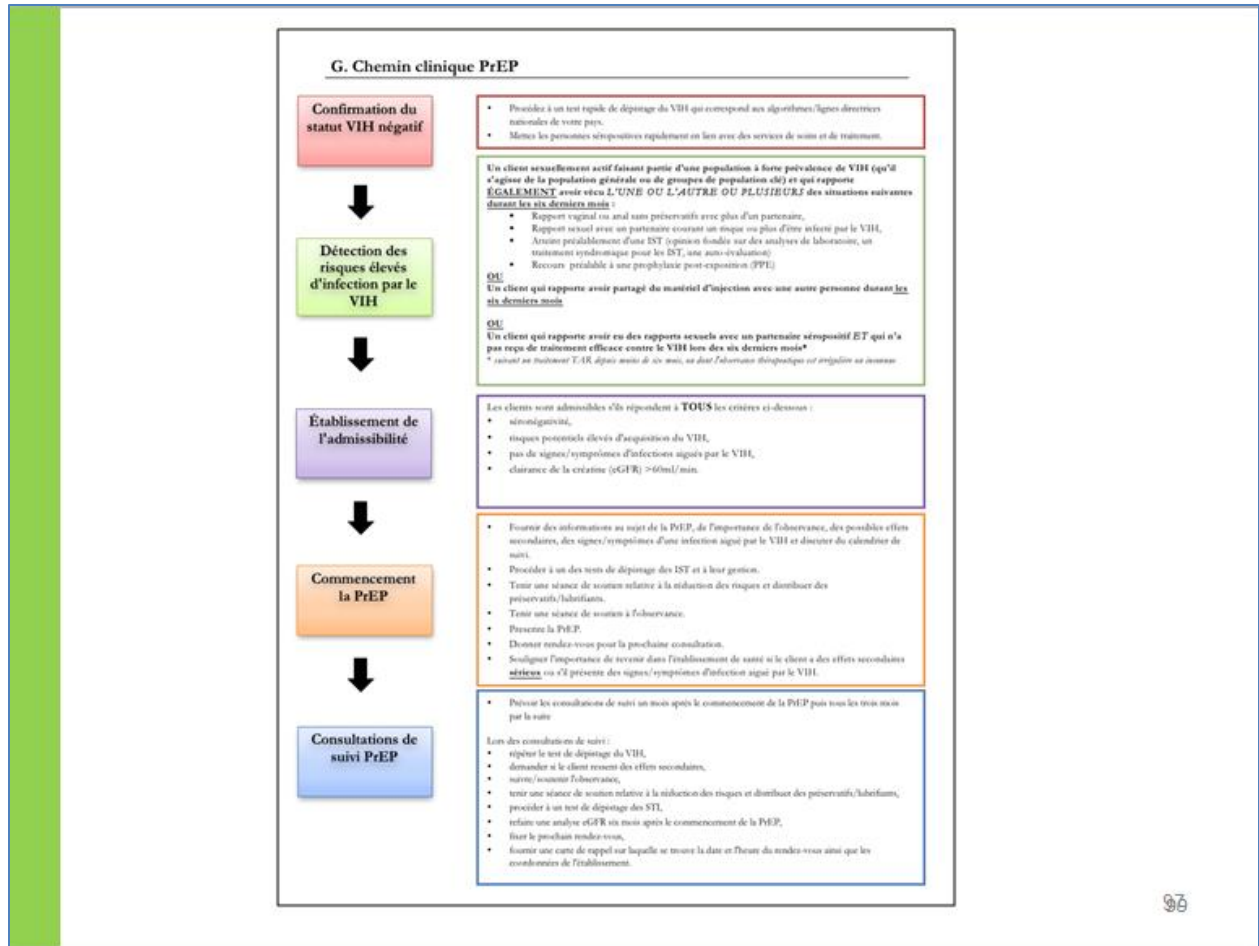 G. Chemin clinique PrEP
Confirmation du
statut VIH négatif
• Procédez à un test rapide de dépistage du VIH qui correspond aux algorithmes/lignes directrices
nationales de votre pays.
• Mettez les personnes séropositives rapidement en lien avec des services de soins et de traitement.
Détection des
risques élevés
d'infection par le
VIH
Un client sexuellement actif faisant partie d'une population à forte prévalence de VIH (qu'il
s'agisse de la population générale ou de groupes de population clé) et qui rapporte
ÉGALEMENT avoir vécu L'UNE OU L'AUTRE OU PLUSIEURS des situations suivantes
durant les six derniers mois :
• Rapport vaginal ou anal sans préservatifs avec plus d'un partenaire,
• Rapport sexuel avec un partenaire courant un risque ou plus d'être infecté par le VIH,
• Atteint préalablement d'une IST (opinion fondée sur des analyses de laboratoire, un
traitement syndromique pour les IST, une auto-évaluation)
• Recours préalable à une prophylaxie post-exposition (PPE)
OU
Un client qui rapporte avoir partagé du matériel d'injection avec une autre personne durant les
six derniers mois
OU
Un client qui rapporte avoir eu des rapports sexuels avec un partenaire séropositif ET qui n'a
pas reçu de traitement efficace contre le VIH lors des six derniers mois*
* suivant un traitement TAR depuis moins de six mois, ou dont l'observance thérapeutique est irrégulière ou inconnue
Établissement de
l'admissibilité
Les clients sont admissibles s'ils répondent à TOUS les critères ci-dessous :
• séronégativité,
• risques potentiels élevés d'acquisition du VIH,
• pas de signes/symptômes d'infections aiguës par le VIH,
• clairance de la créatine (eGFR) >60ml/min.
Commencement
la PrEP
• Fournir des informations au sujet de la PrEP, de l'importance de l'observance, des possibles effets
secondaires, des signes/symptômes d'une infection aiguë par le VIH et discuter du calendrier de
suivi.
• Procéder à un des tests de dépistage des IST et à leur gestion.
• Tenir une séance de soutien relative à la réduction des risques et distribuer des
préservatifs/lubrifiants.
• Tenir une séance de soutien à l'observance.
• la PrEP.
• Donner rendez-vous pour la prochaine consultation.
• Souligner l'importance de revenir dans l'établissement de santé si le client a des effets secondaires
sérieux ou s'il présente des signes/symptômes d'infection aiguë par le VIH.
Consultations de
suivi PrEP
• Prévoir les consultations de suivi un mois après le commencement de la PrEP puis tous les trois mois
par la suite
Lors des consultations de suivi :
• répéter le test de dépistage du VIH,
• demander si le client ressent des effets secondaires,
• suivre/soutenir l'observance,
• tenir une séance de soutien relative à la réduction des risques et distribuer des préservatifs/lubrifiants,
• procéder à un test de dépistage des STI,
• refaire une analyse eGFR six mois après le commencement de la PrEP,
• fixer le prochain rendez-vous,
• fournir une carte de rappel sur laquelle se trouve la date et l'heure du rendez-vous ainsi que les
coordonnées de l'établissement.